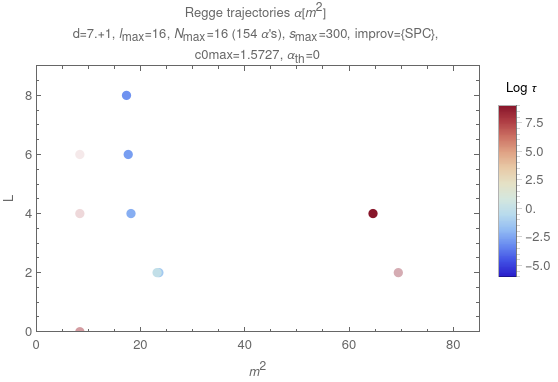 Regge trajectories α[m²]
d=7.+1, lmax=16, Nmax=16 (154 α's), smax=300, improv={SPC},
c0max=1.5727, αth=0
Log τ
8
6
4
2
0
L
7.5
5.0
2.5
0.
−2.5
−5.0
0 20 40 60 80
m²